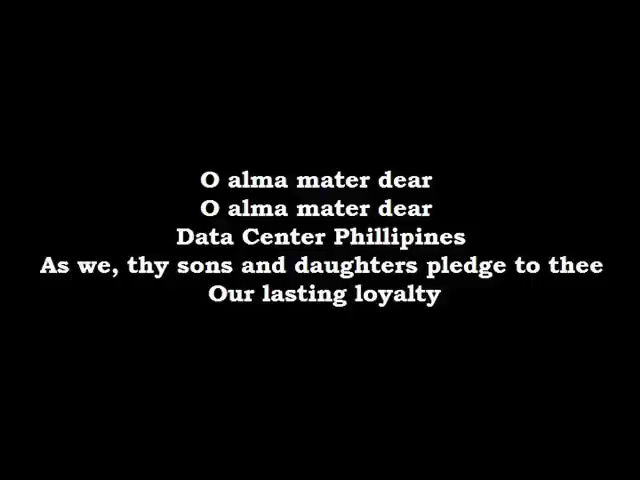 O alma mater dear
O alma mater dear
Data Center Phillipines
As we, thy sons and daughters pledge to thee
Our lasting loyalty